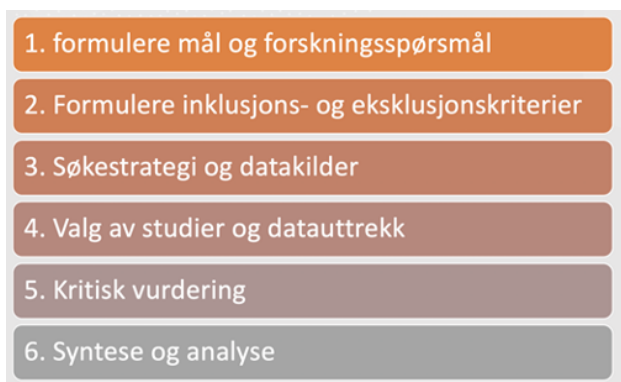 1. formulere mål og forskningsspørsmål
2. Formulere inklusjons- og eksklusjonskriterier
3. Søkestrategi og datakilder
4. Valg av studier og datauttrekk
5. Kritisk vurdering
6. Syntese og analyse